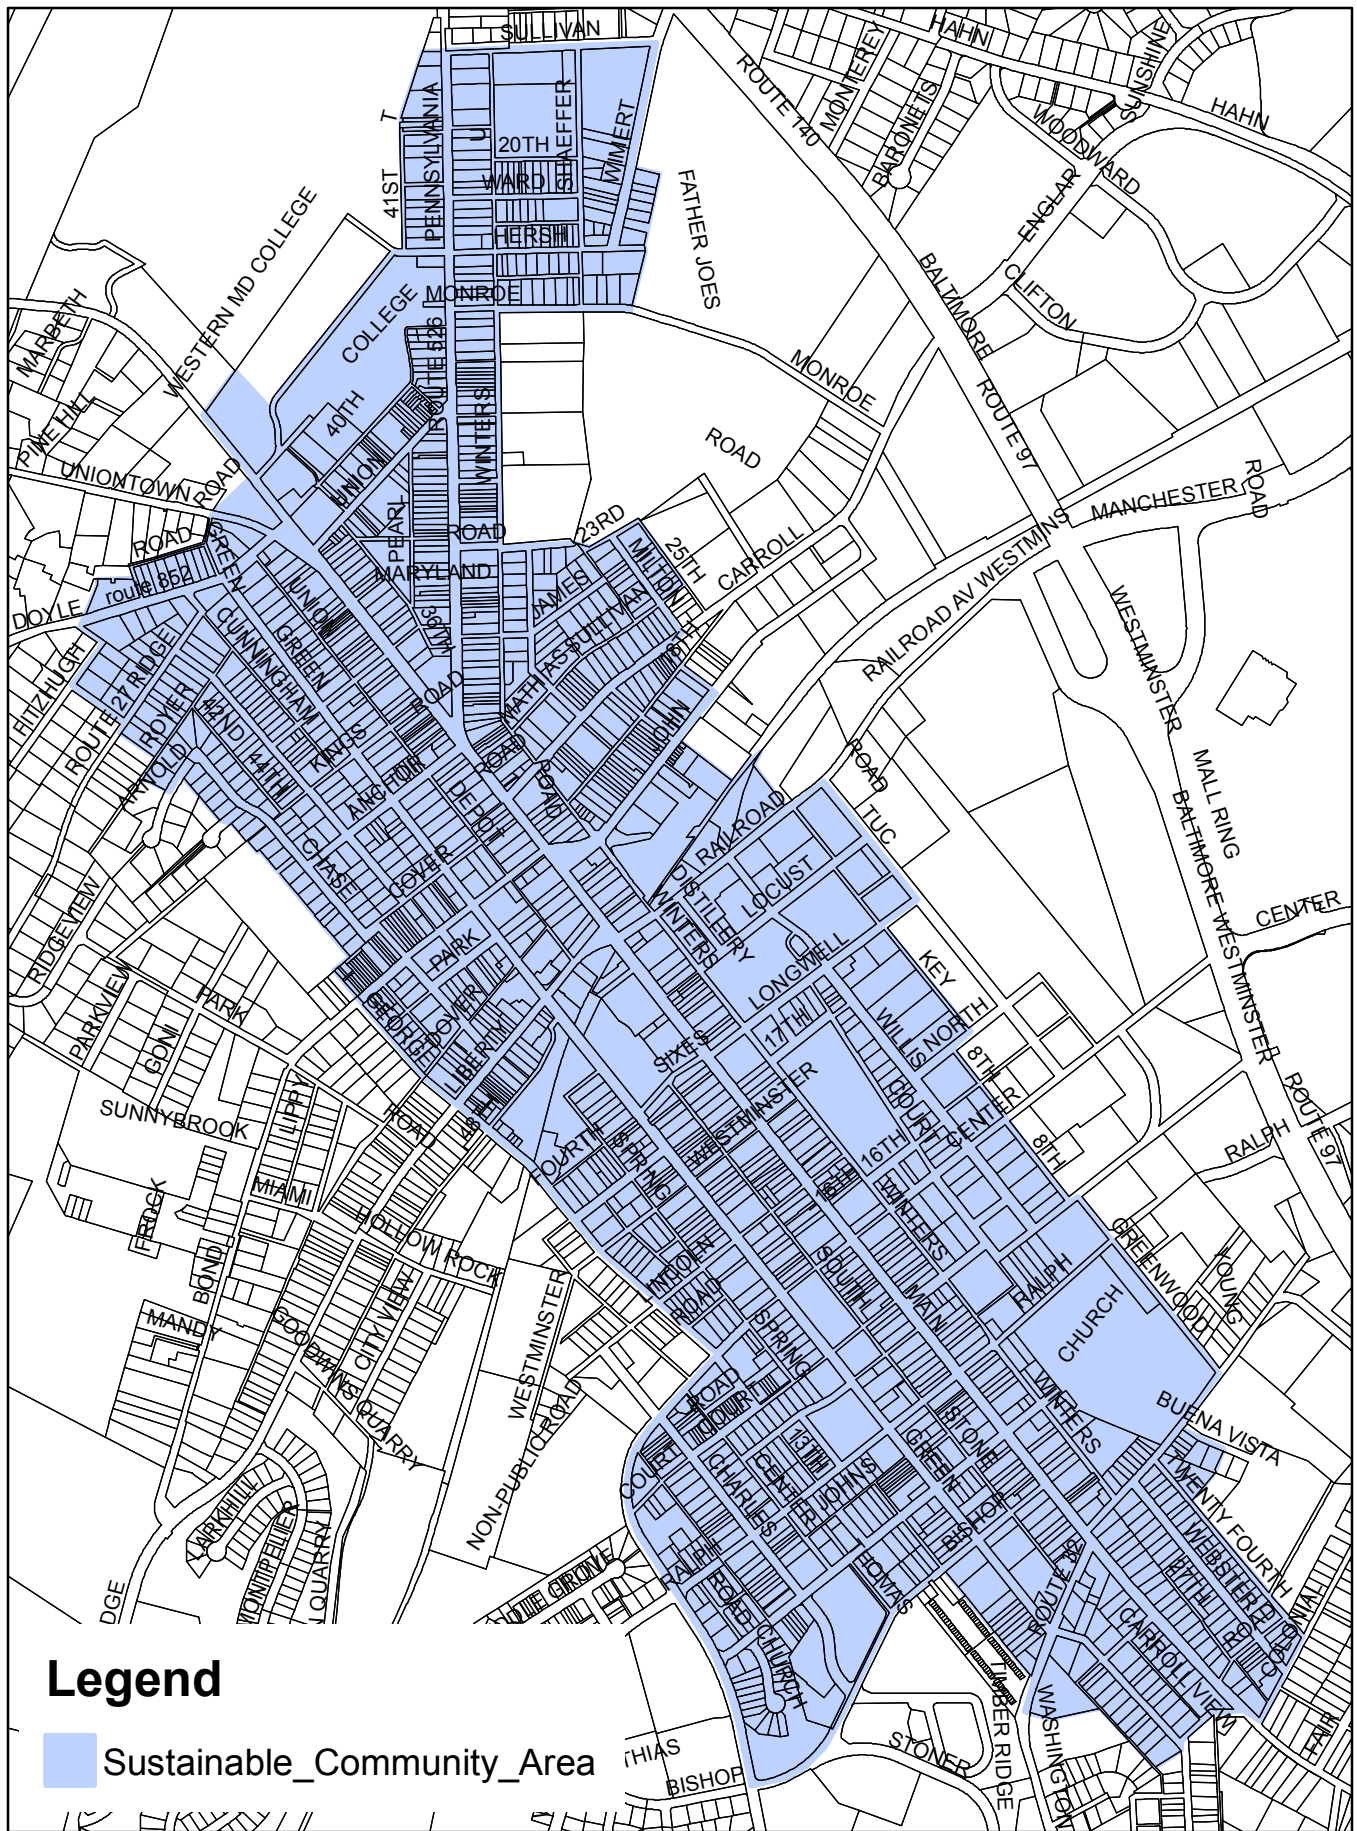 SULLIVAN
HAHN
SUNSHINE
MONTEREY
ROUTE 140
BARONETS
HAHN
WOODWARD
T
PENNSYLVANIA
U
20TH
SHAEFFER
WIMERT
WARD
41ST
FATHER JOES
ENGLAR
HERSH
WESTERN MD COLLEGE
BALTIMORE
CLIFTON
MONROE
COLLEGE
MARBETH
ROUTE 526
MONROE
ROUTE 97
40TH
WINTERS
PINE HILL
ROAD
UNION
UNIONTOWN
ROAD
MANCHESTER
ROAD
PEARL
ROAD
23RD
ROAD
GREEN
MILTON
25TH
CARROLL
RAILROAD AV WESTMINS
MARYLAND
route 852
DOYLE
UNION
JAMES
SULLIVAN
WESTMINSTER
CUNNINGHAM
GREEN
36TH
MATHIAS
18TH
FITZHUGH
ROUTE 27
RIDGE
ROYER
42ND
ROAD
JOHN
ARNOLD
44TH
KINGS
ANCHOR
DEPOT
ROAD
ROAD
ROAD
TUC
MALL RING
BALTIMORE WESTMINSTER
RAILROAD
CHASE
COVER
DISTILLERY
LOCUST
WINTERS
CENTER
RIDGEVIEW
PARK
LONGWELL
KEY
PARKVIEW
PARK
GEORGE
DOVER
LIBERTY
17TH
WILLIS
NORTH
GONI
SIXES
8TH
WESTMINSTER
COURT
CENTER
ROUTE 97
SUNNYBROOK
LIPPY
ROAD
48TH
FOURTH
SPRING
16TH
8TH
RALPH
MIAMI
16TH
WINTERS
FROCK
HOLLOW ROCK
BOND
GREENWOOD
YOUNG
SOUTH
RALPH
MAIN
CHURCH
MANDY
GOODWINS QUARRY
CITY VIEW
WESTMINSTER
ROAD
SPRING
ROAD
COURT
WINTERS
BUENA VISTA
NON-PUBLIC ROAD
13TH
STONE
GREEN
COURT
CHARLES
CENTER
JOHNS
TWENTY FOURTH
LARKHILL
BISHOP
WEBSTER
27TH
ROUTE 32
RALPH
ROAD
THOMAS
ROAD
COLONIAL
CARROLL VIEW
CHURCH
TIMBER RIDGE
WASHINGTON
FAIR
STONER
THIAS
BISHOP
DGE
N QUARRY
Legend
Sustainable_Community_Area